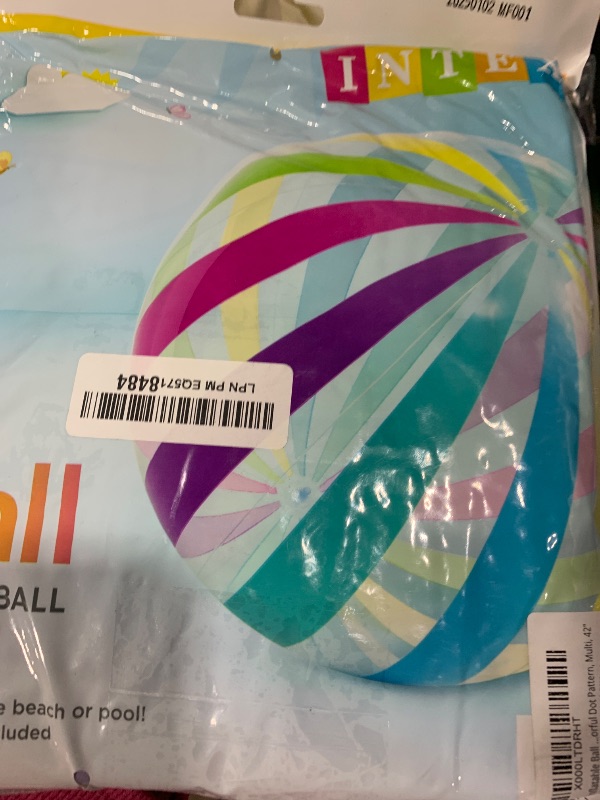 20250102 MF001
INTE
LPN PM EQ5718484
all
BALL
e beach or pool!
luded
X000LTDRHT
flatable Ball ...orful Dot Pattern, Multi, 42"